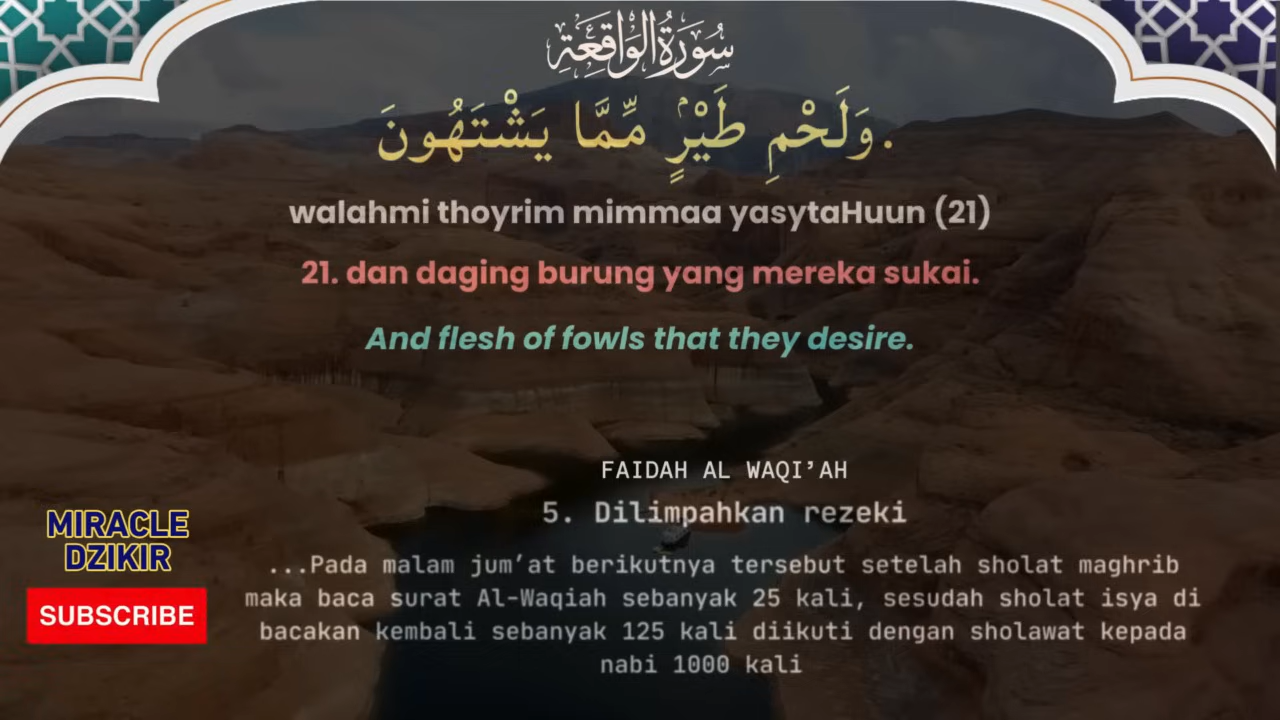 سُورَةُ الْوَاقِعَةِ
وَلَحْمِ طَيْرٍۢ مِّمَّا يَشْتَهُونَ.
walahmi thoyrim mimmaa yasytaHuun (21)
21. dan daging burung yang mereka sukai.
And flesh of fowls that they desire.
FAIDAH AL WAQI’AH
5. Dilimpahkan rezeki
...Pada malam jum’at berikutnya tersebut setelah sholat maghrib
maka baca surat Al-Waqiah sebanyak 25 kali, sesudah sholat isya di
bacakan kembali sebanyak 125 kali diikuti dengan sholawat kepada
nabi 1000 kali
MIRACLE
DZIKIR
SUBSCRIBE